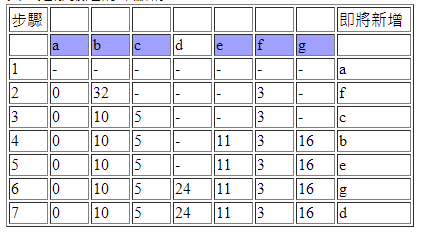 步驟 即將新增
a b c d e f g
1 - - - - - - - a
2 0 32 - - - 3 - f
3 0 10 5 - - 3 - c
4 0 10 5 - 11 3 16 b
5 0 10 5 - 11 3 16 e
6 0 10 5 24 11 3 16 g
7 0 10 5 24 11 3 16 d